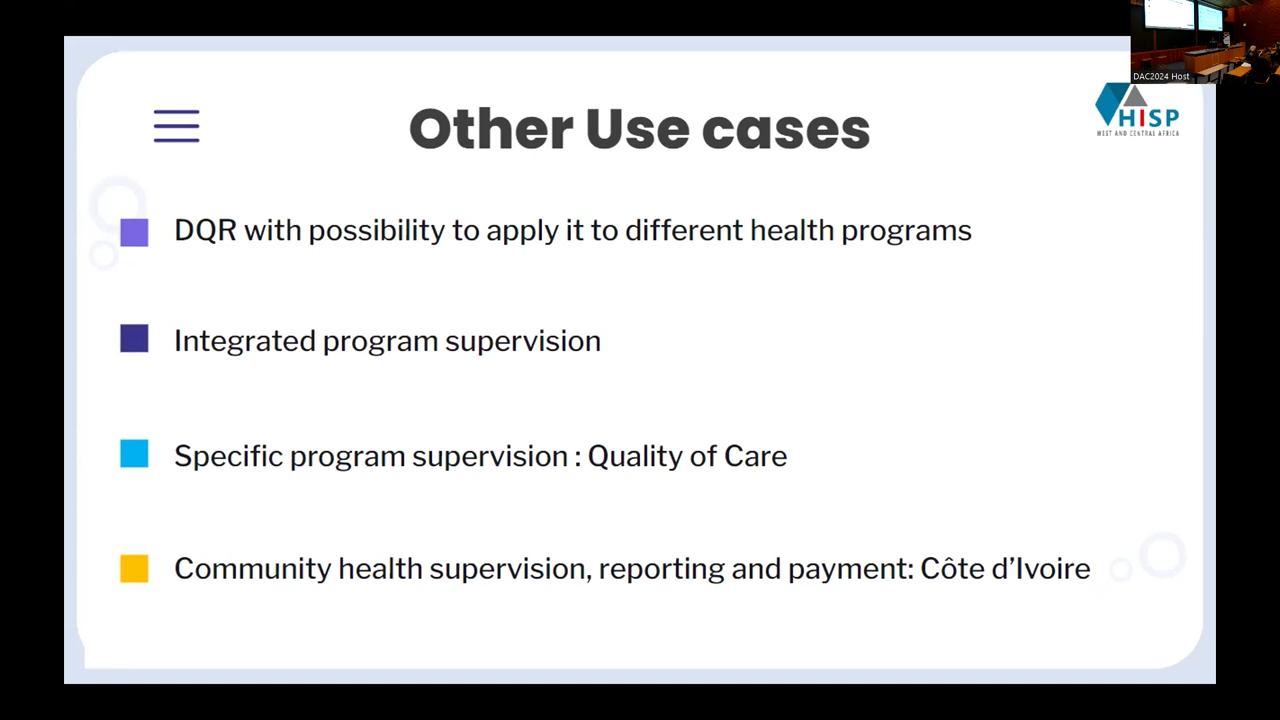 DAC2024 Host
Other Use cases
HISP
WEST AND CENTRAL AFRICA
DQR with possibility to apply it to different health programs
Integrated program supervision
Specific program supervision : Quality of Care
Community health supervision, reporting and payment: Côte d’Ivoire